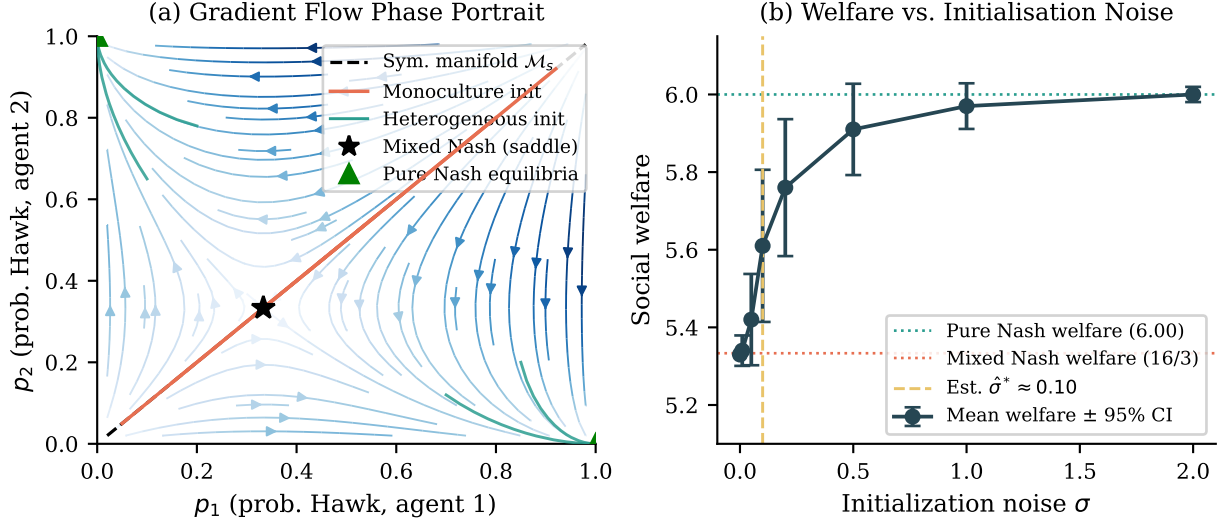 (a) Gradient Flow Phase Portrait
1.0
0.8
0.6
0.4
0.2
0.0
p₂ (prob. Hawk, agent 2)
Sym. manifold ℳₛ
Monoculture init
Heterogeneous init
Mixed Nash (saddle)
Pure Nash equilibria
0.0 0.2 0.4 0.6 0.8 1.0
p₁ (prob. Hawk, agent 1)
(b) Welfare vs. Initialisation Noise
6.0
5.8
5.6
5.4
5.2
Social welfare
Pure Nash welfare (6.00)
Mixed Nash welfare (16/3)
Est. σ̂* ≈ 0.10
Mean welfare ± 95% CI
0.0 0.5 1.0 1.5 2.0
Initialization noise σ